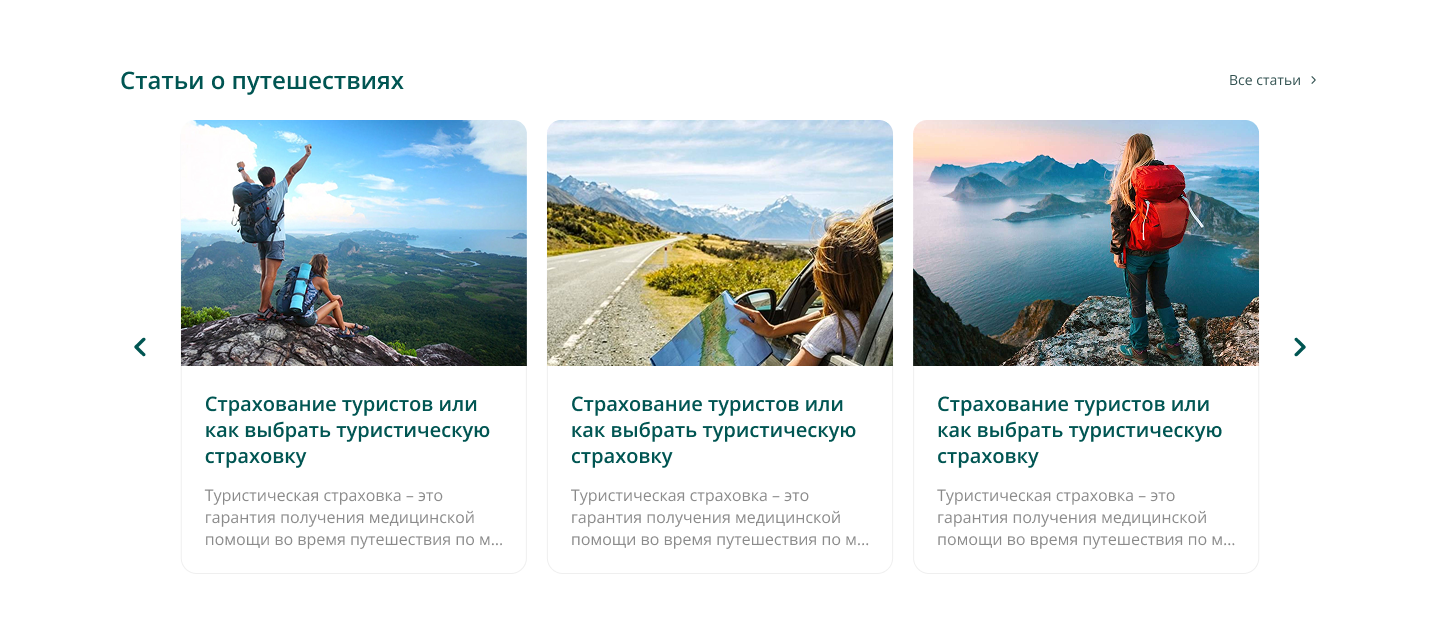 Статьи о путешествиях
Все статьи
Страхование туристов или
как выбрать туристическую
страховку
Туристическая страховка – это
гарантия получения медицинской
помощи во время путешествия по м...
Страхование туристов или
как выбрать туристическую
страховку
Туристическая страховка – это
гарантия получения медицинской
помощи во время путешествия по м...
Страхование туристов или
как выбрать туристическую
страховку
Туристическая страховка – это
гарантия получения медицинской
помощи во время путешествия по м...